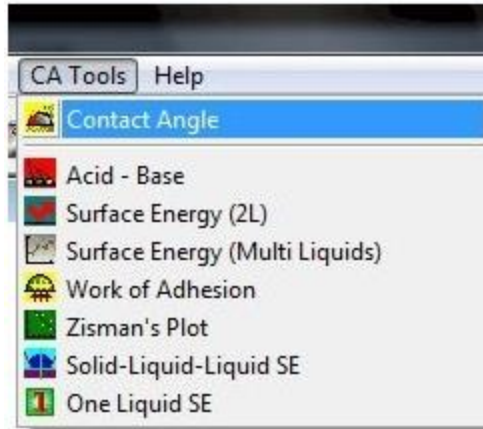 CA Tools Help
Contact Angle
Acid - Base
Surface Energy (2L)
Surface Energy (Multi Liquids)
Work of Adhesion
Zisman's Plot
Solid-Liquid-Liquid SE
One Liquid SE